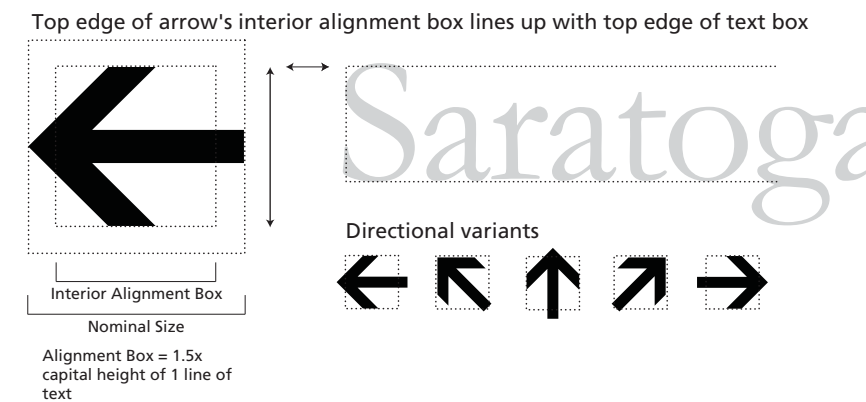 Top edge of arrow's interior alignment box lines up with top edge of text box
Saratoga
Directional variants
Interior Alignment Box
Nominal Size
Alignment Box = 1.5x
capital height of 1 line of
text